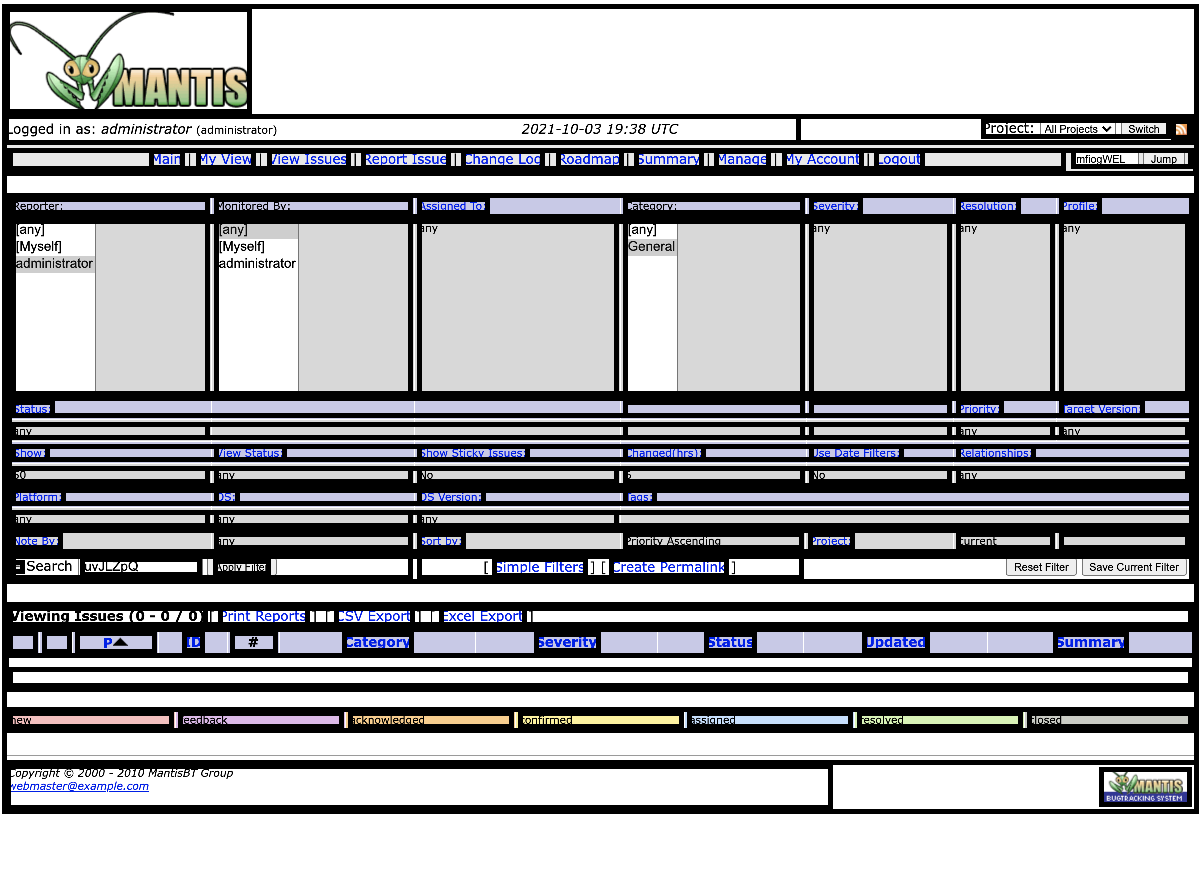 MANTIS
Logged in as: administrator (administrator) 2021-10-03 19:38 UTC Project: All Projects Switch
Main | My View | View Issues | Report Issue | Change Log | Roadmap | Summary | Manage | My Account | Logout mfiogWEL Jump
Reporter: Monitored By: Assigned To: Category: Severity: Resolution: Profile:
[any] [any] any [any] any any any
[Myself] [Myself] General
administrator administrator
Status: Priority: Target Version:
any any any
Show: View Status: Show Sticky Issues: Changed(hrs): Use Date Filters: Relationships:
50 any No 6 No any
Platform: OS: OS Version: Tags:
any any any
Note By: any Sort by: Priority Ascending Project: current
Search uvJLZpQ Apply Filter [ Simple Filters ] [ Create Permalink ] Reset Filter Save Current Filter
Viewing Issues (0 - 0 / 0) [ Print Reports ] [ CSV Export ] [ Excel Export ]
P ID # Category Severity Status Updated Summary
new feedback acknowledged confirmed assigned resolved closed
Copyright © 2000 - 2010 MantisBT Group
webmaster@example.com
MANTIS
BUGTRACKING SYSTEM